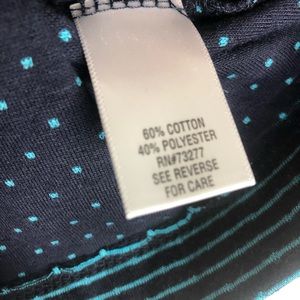 60% COTTON
40% POLYESTER
RN#73277
SEE REVERSE
FOR CARE